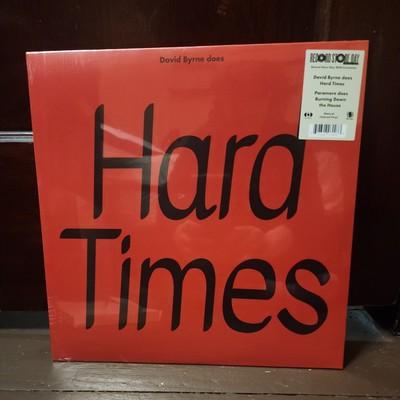 David Byrne does
Hard
Times
RECORD STORE DAY
David Byrne does
Hard Times
Paramore does
Burning Down
the House